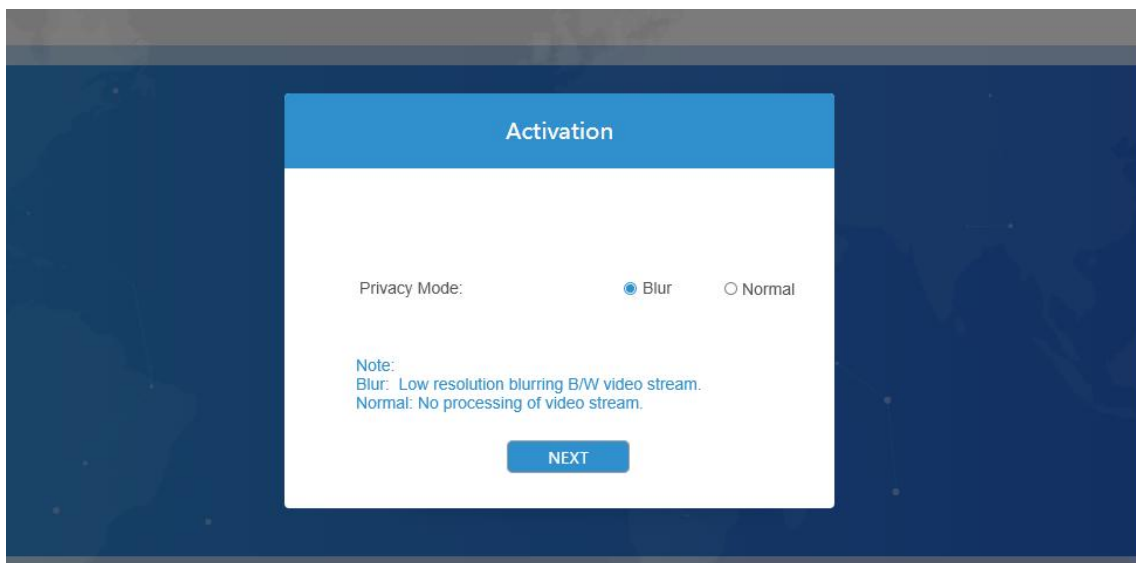 Activation
Privacy Mode: Blur Normal
Note:
Blur: Low resolution blurring B/W video stream.
Normal: No processing of video stream.
NEXT